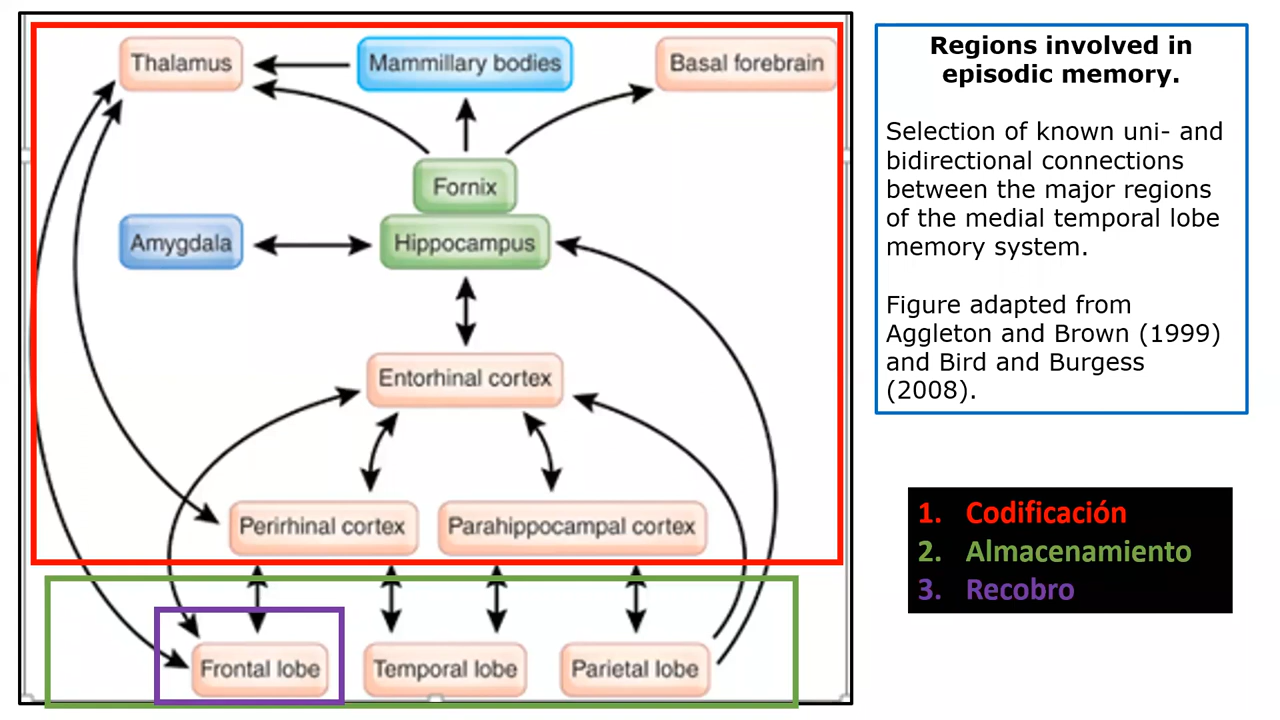 Thalamus
Mammillary bodies
Basal forebrain
Fornix
Amygdala
Hippocampus
Entorhinal cortex
Perirhinal cortex
Parahippocampal cortex
Frontal lobe
Temporal lobe
Parietal lobe
Regions involved in
episodic memory.
Selection of known uni- and
bidirectional connections
between the major regions
of the medial temporal lobe
memory system.
Figure adapted from
Aggleton and Brown (1999)
and Bird and Burgess
(2008).
1. Codificación
2. Almacenamiento
3. Recobro